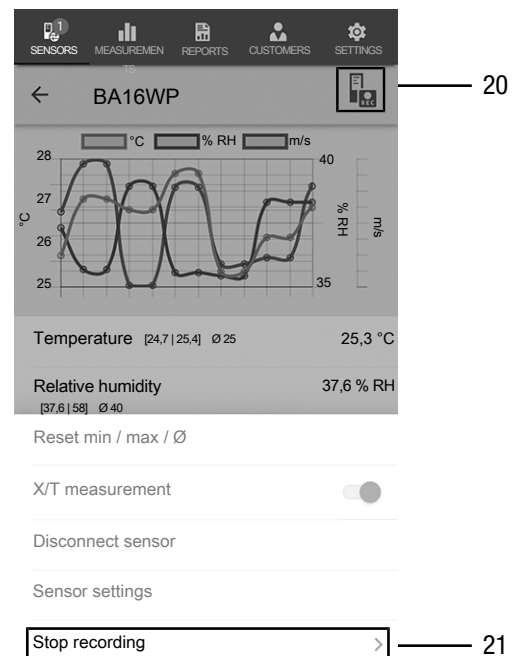 1
SENSORS MEASUREMENTS REPORTS CUSTOMERS SETTINGS
← BA16WP REC 20
°C % RH m/s
28 40
27
°C % RH m/s
26
25 35
Temperature [24,7 | 25,4] Ø 25 25,3 °C
Relative humidity 37,6 % RH
[37,6 | 58] Ø 40
Reset min / max / Ø
X/T measurement
Disconnect sensor
Sensor settings
Stop recording > 21